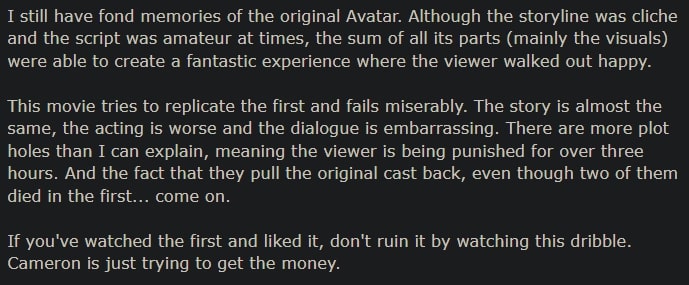 I still have fond memories of the original Avatar. Although the storyline was cliche
and the script was amateur at times, the sum of all its parts (mainly the visuals)
were able to create a fantastic experience where the viewer walked out happy.
This movie tries to replicate the first and fails miserably. The story is almost the
same, the acting is worse and the dialogue is embarrassing. There are more plot
holes than I can explain, meaning the viewer is being punished for over three
hours. And the fact that they pull the original cast back, even though two of them
died in the first... come on.
If you've watched the first and liked it, don't ruin it by watching this dribble.
Cameron is just trying to get the money.